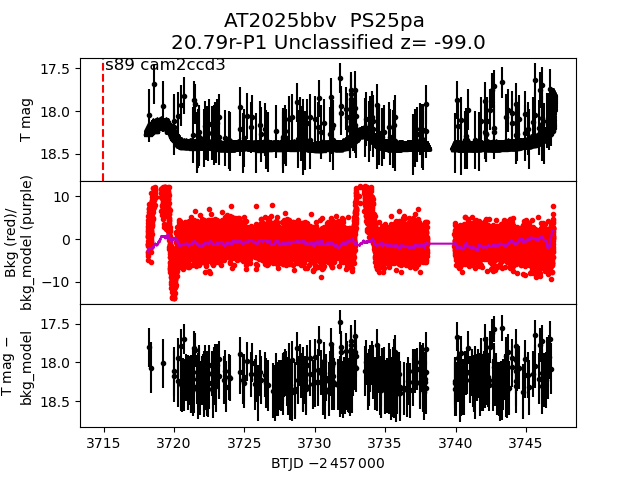 AT2025bbv  PS25pa
20.79r-P1 Unclassified z= -99.0
s89 cam2ccd3
17.5
18.0
18.5
T mag
10
0
−10
Bkg (red)/
bkg_model (purple)
17.5
18.0
18.5
T mag −
bkg_model
3715 3720 3725 3730 3735 3740 3745
BTJD −2 457 000